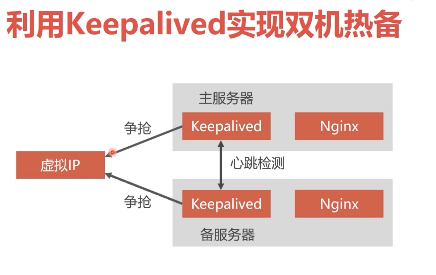 利用Keepalived实现双机热备
主服务器
争抢
Keepalived
Nginx
虚拟IP
心跳检测
争抢
Keepalived
Nginx
备服务器